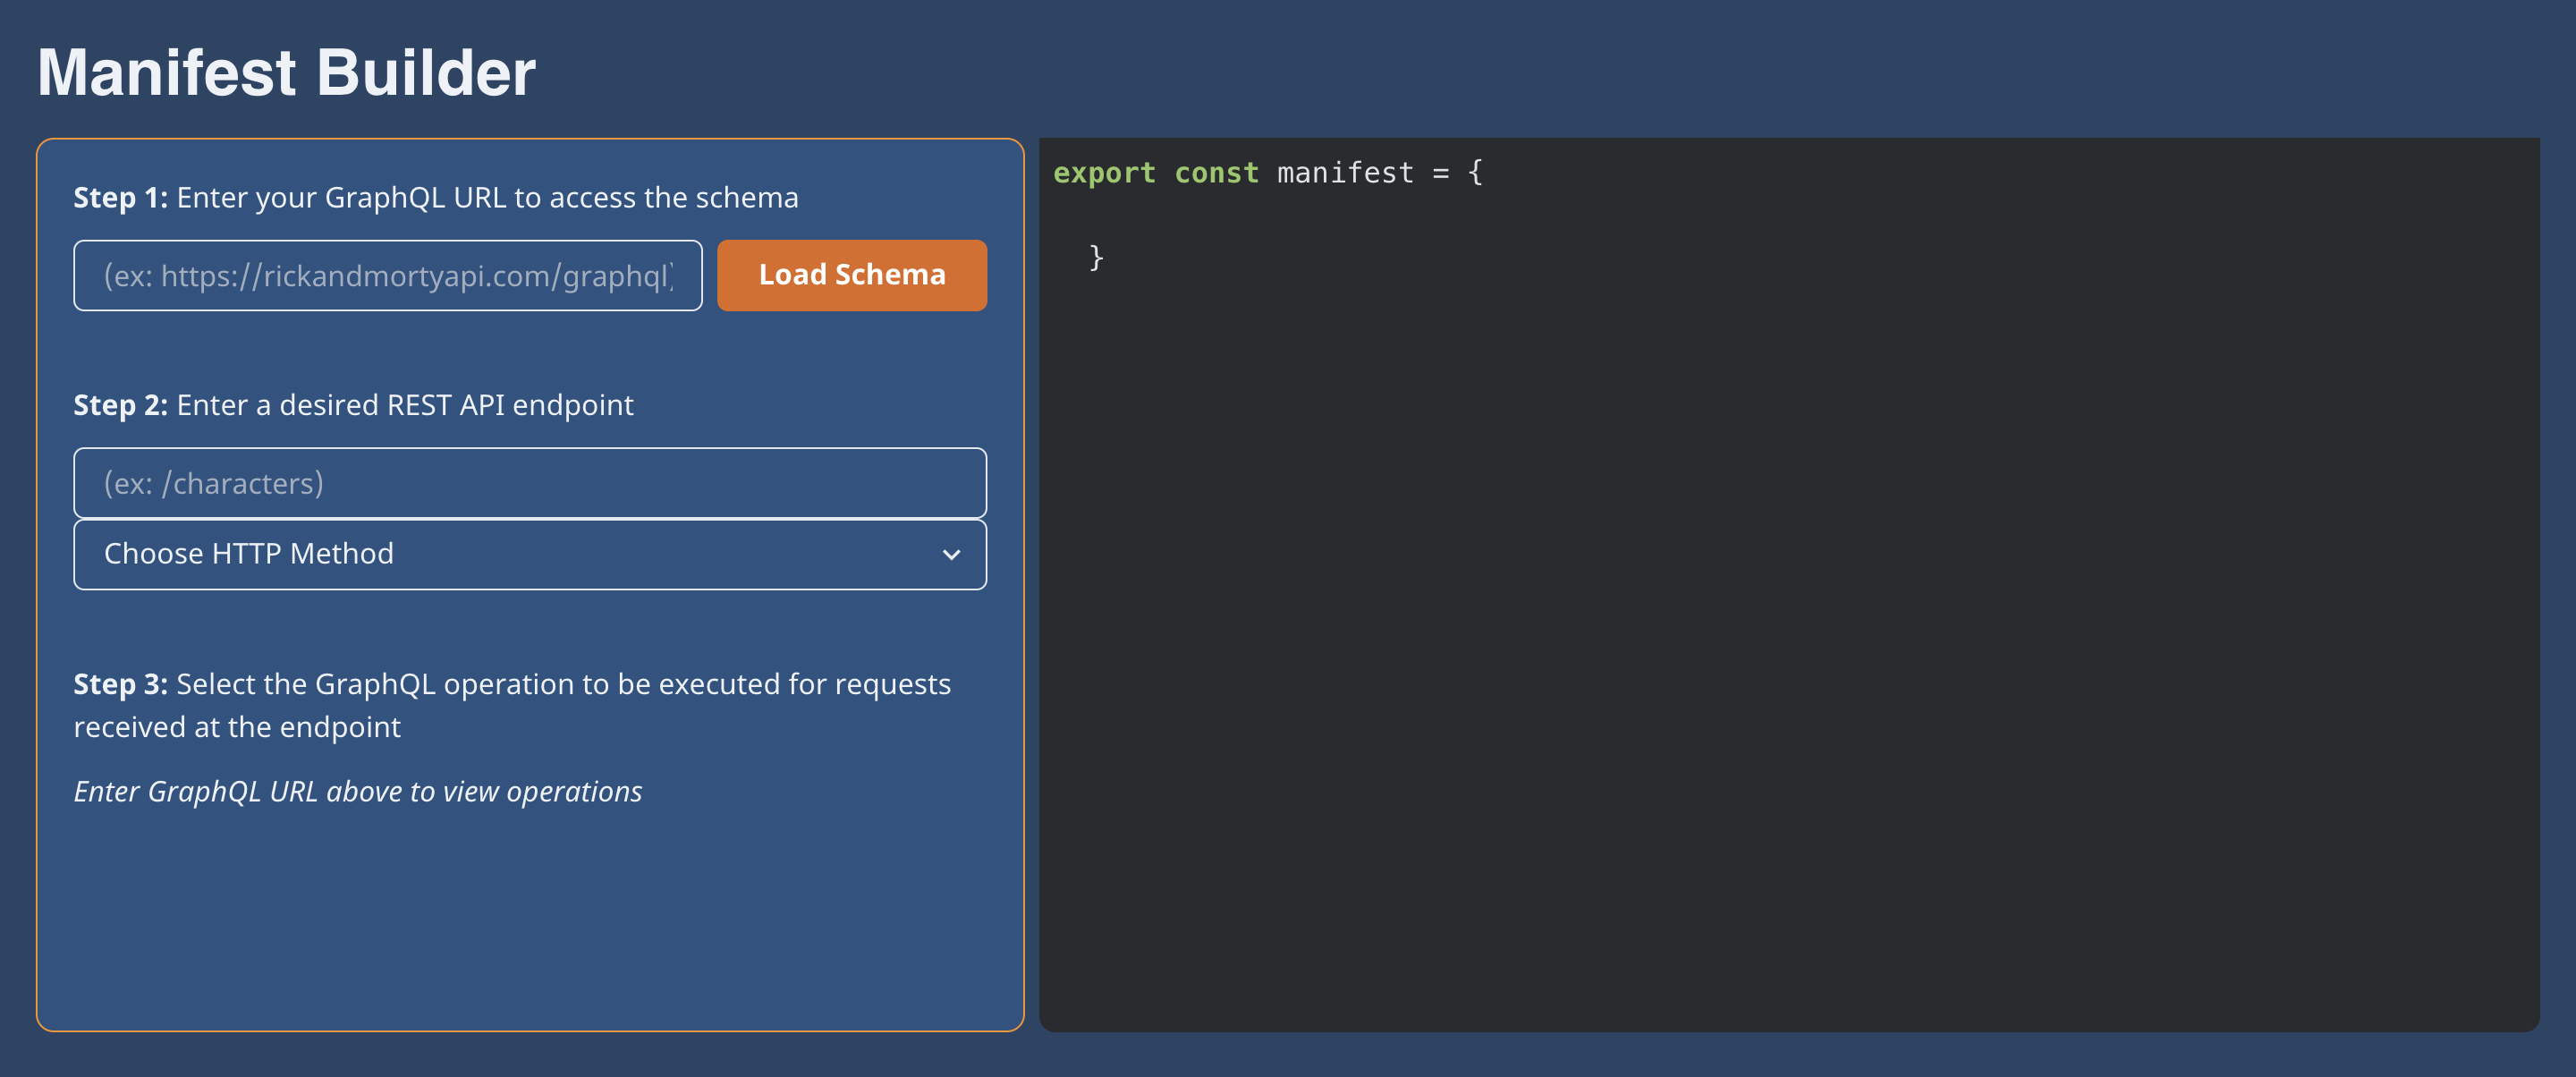 Manifest Builder
Step 1: Enter your GraphQL URL to access the schema
(ex: https://rickandmortyapi.com/graphql)
Load Schema
Step 2: Enter a desired REST API endpoint
(ex: /characters)
Choose HTTP Method
Step 3: Select the GraphQL operation to be executed for requests
received at the endpoint
Enter GraphQL URL above to view operations
export const manifest = {
}